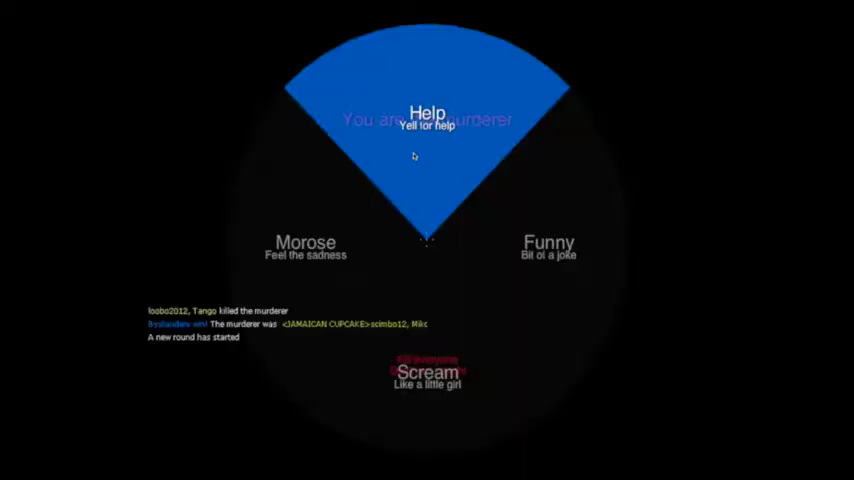 Help
You are murderer
Yell for help
Morose
Feel the sadness
Funny
Bit of a joke
loobo2012, Tango killed the murderer
Bystanders win! The murderer was <JAMAICAN CUPCAKE>scimbo12, Mike
A new round has started
Kill everyone
Scream
Like a little girl